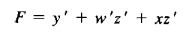 F = y' + w'z' + xz'